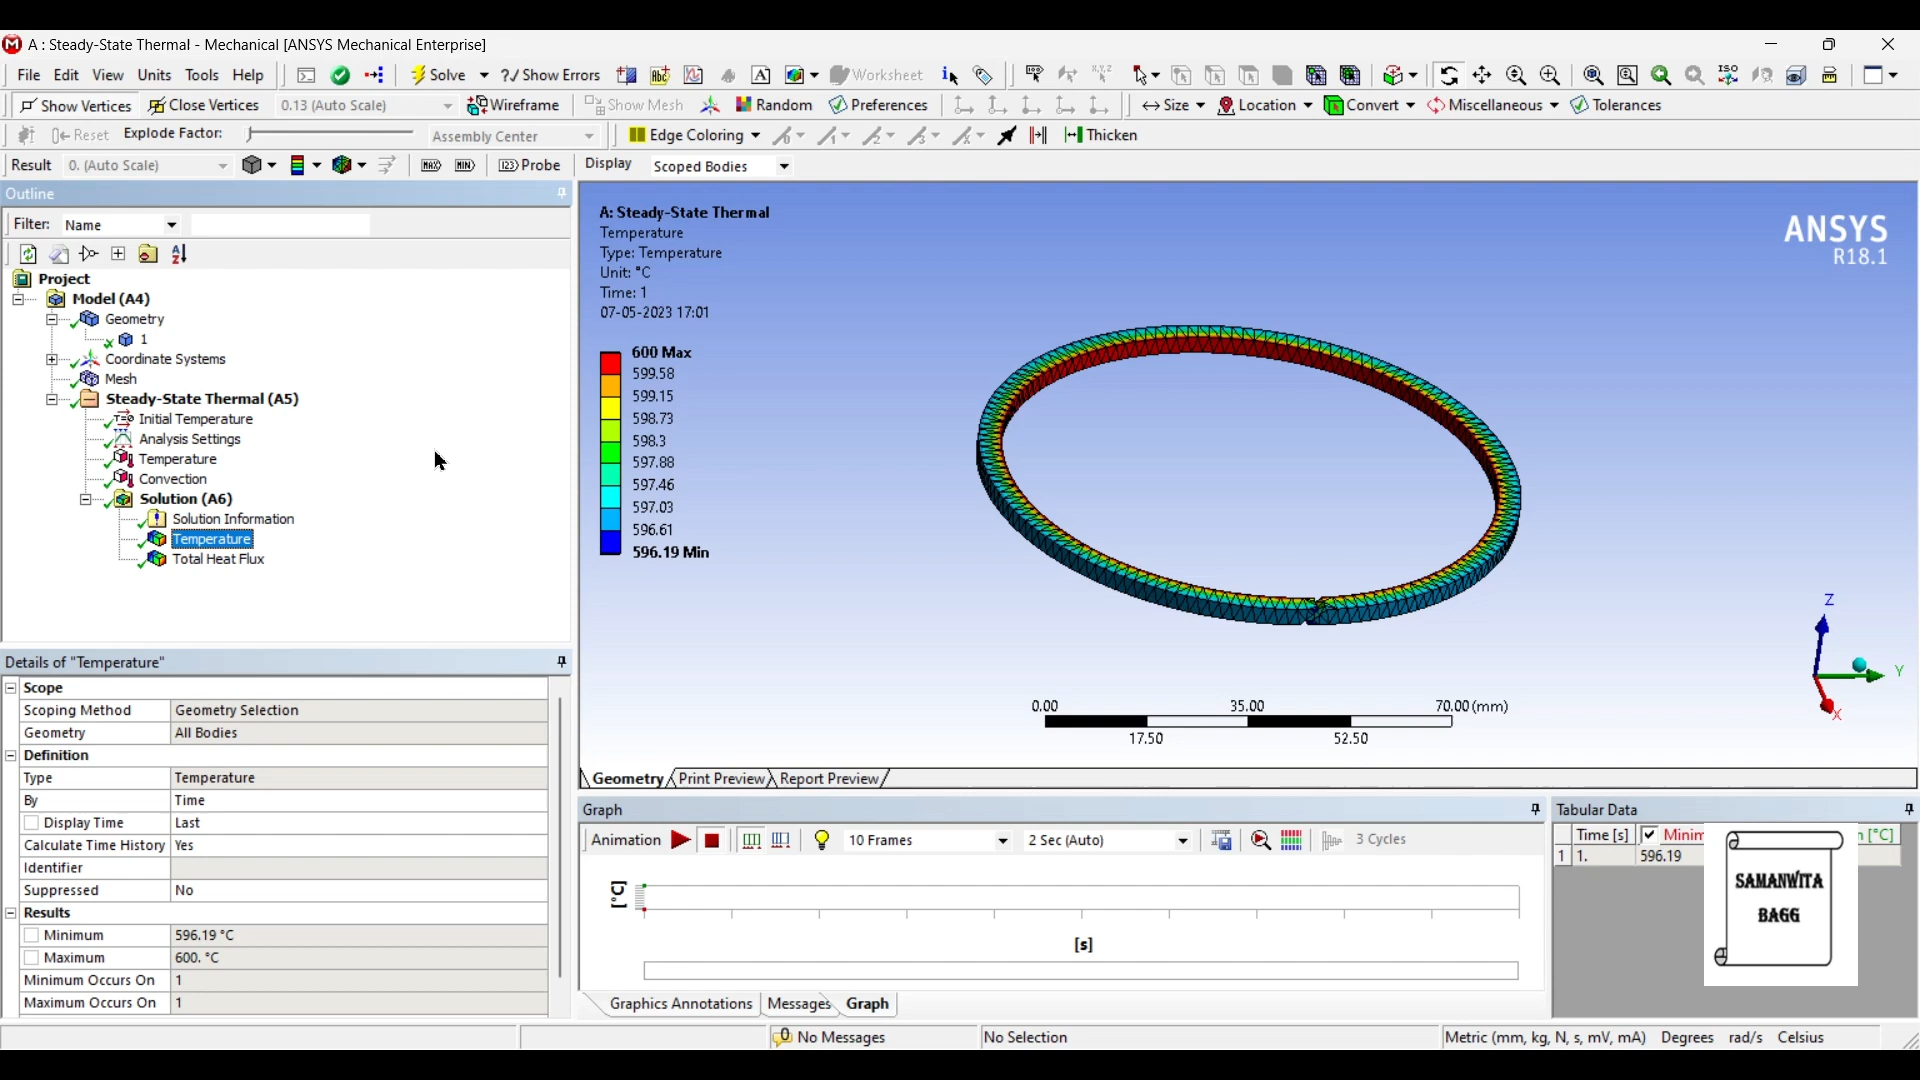 A : Steady-State Thermal - Mechanical [ANSYS Mechanical Enterprise]
File Edit View Units Tools Help Solve ?/ Show Errors Worksheet
Show Vertices Close Vertices 0.13 (Auto Scale) Wireframe Show Mesh Random Preferences Size Location Convert Miscellaneous Tolerances
Reset Explode Factor: Assembly Center Edge Coloring Thicken
Result 0. (Auto Scale) MAX MIN Probe Display Scoped Bodies
Outline
Filter: Name
Project
Model (A4)
Geometry
1
Coordinate Systems
Mesh
Steady-State Thermal (A5)
Initial Temperature
Analysis Settings
Temperature
Convection
Solution (A6)
Solution Information
Temperature
Total Heat Flux
A: Steady-State Thermal
Temperature
Type: Temperature
Unit: °C
Time: 1
07-05-2023 17:01
600 Max
599.58
599.15
598.73
598.3
597.88
597.46
597.03
596.61
596.19 Min
ANSYS
R18.1
Z
Y
X
0.00 35.00 70.00 (mm)
17.50 52.50
Geometry Print Preview Report Preview
Details of "Temperature"
Scope
Scoping Method Geometry Selection
Geometry All Bodies
Definition
Type Temperature
By Time
Display Time Last
Calculate Time History Yes
Identifier
Suppressed No
Results
Minimum 596.19 °C
Maximum 600. °C
Minimum Occurs On 1
Maximum Occurs On 1
Graph
Animation 10 Frames 2 Sec (Auto) 3 Cycles
[°C]
[s]
Graphics Annotations Messages Graph
Tabular Data
Time [s] Minim n [°C]
1 1. 596.19
SAMANWITA
BAGG
No Messages No Selection Metric (mm, kg, N, s, mV, mA) Degrees rad/s Celsius